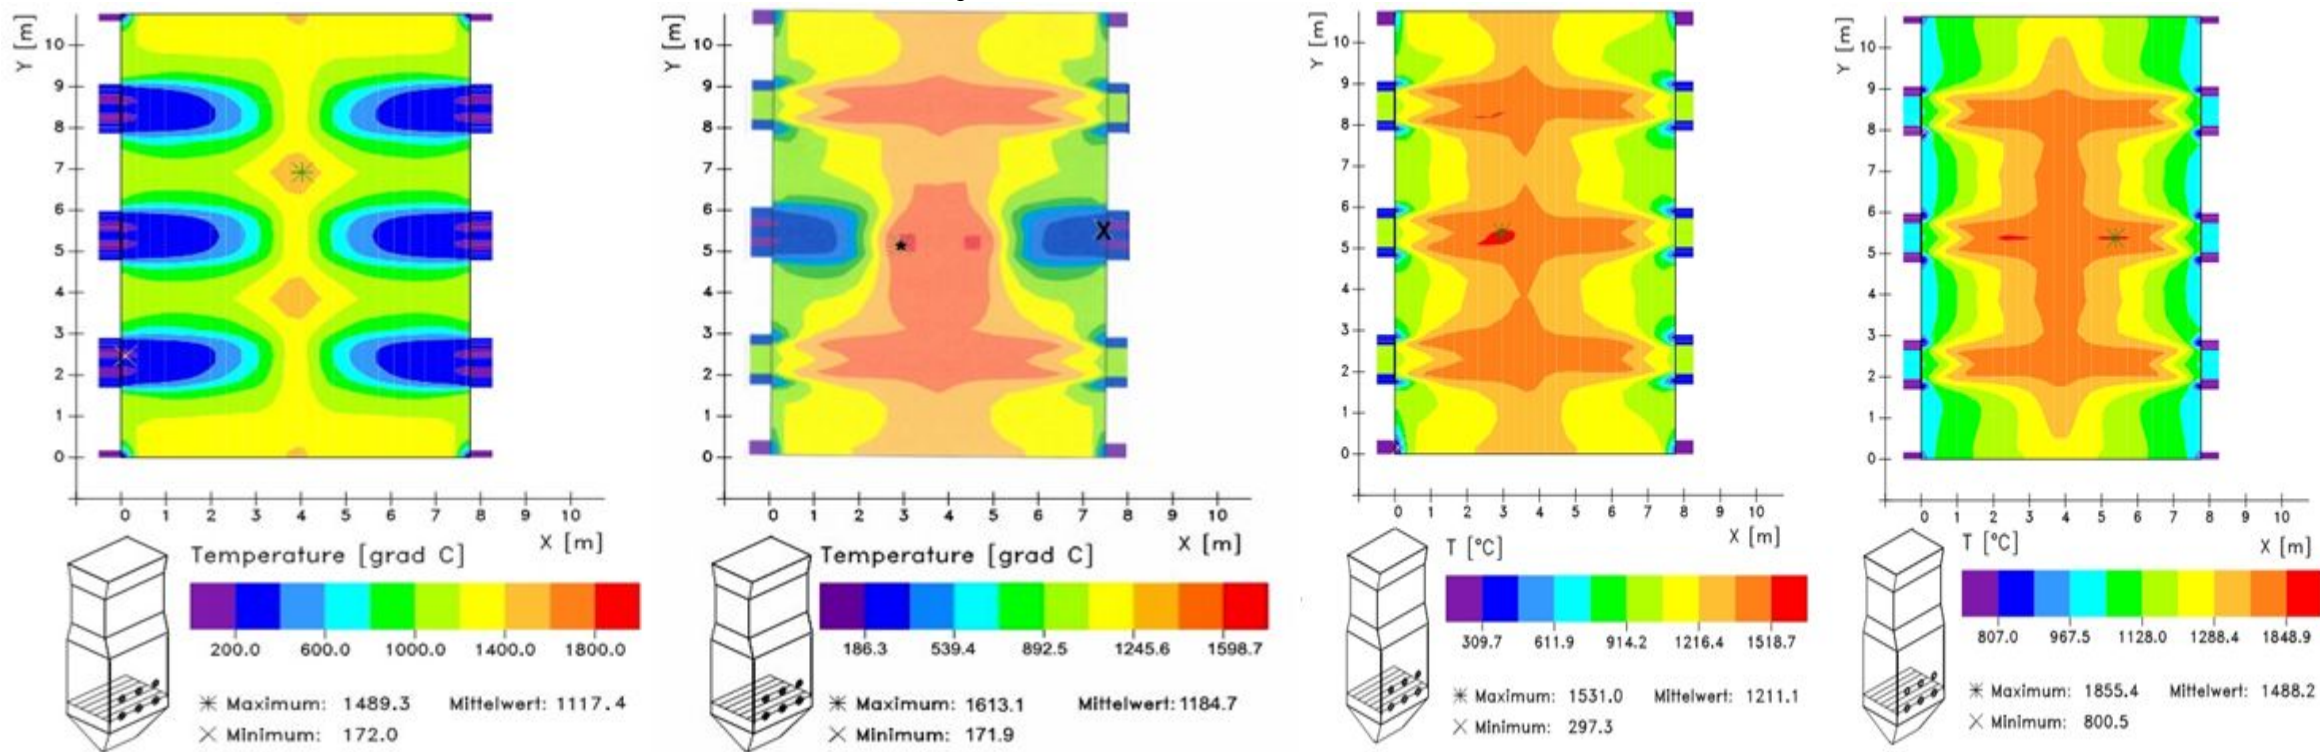 Y [m]
10
9
8
7
6
5
4
3
2
1
0
0 1 2 3 4 5 6 7 8 9 10
X [m]
Temperature [grad C]
200.0 600.0 1000.0 1400.0 1800.0
Maximum: 1489.3 Mittelwert: 1117.4
Minimum: 172.0
Y [m]
10
9
8
7
6
5
4
3
2
1
0
0 1 2 3 4 5 6 7 8 9 10
X [m]
Temperature [grad C]
186.3 539.4 892.5 1245.6 1598.7
Maximum: 1613.1 Mittelwert: 1184.7
Minimum: 171.9
Y [m]
10
9
8
7
6
5
4
3
2
1
0
0 1 2 3 4 5 6 7 8 9 10
X [m]
T [°C]
309.7 611.9 914.2 1216.4 1518.7
Maximum: 1531.0 Mittelwert: 1211.1
Minimum: 297.3
Y [m]
10
9
8
7
6
5
4
3
2
1
0
0 1 2 3 4 5 6 7 8 9 10
X [m]
T [°C]
807.0 967.5 1128.0 1288.4 1848.9
Maximum: 1855.4 Mittelwert: 1488.2
Minimum: 800.5